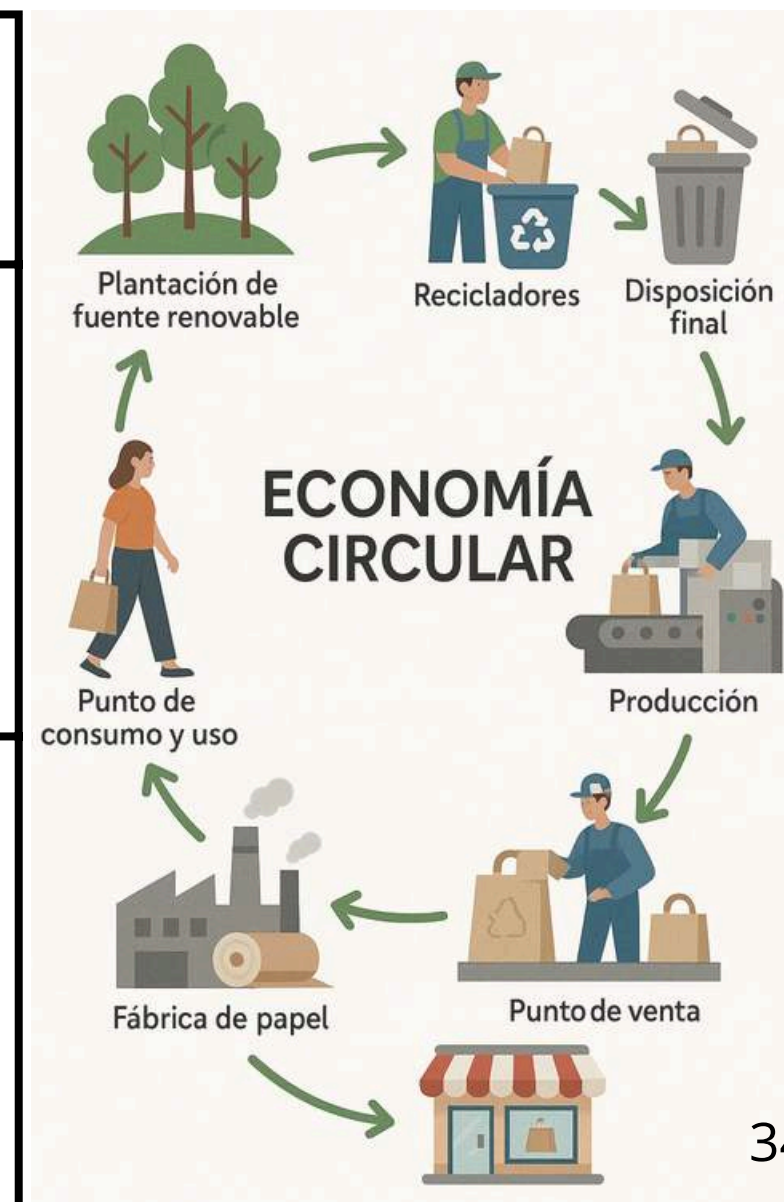 Plantación de
fuente renovable
Recicladores
Disposición
final
ECONOMÍA
CIRCULAR
Punto de
consumo y uso
Producción
Fábrica de papel
Punto de venta
34